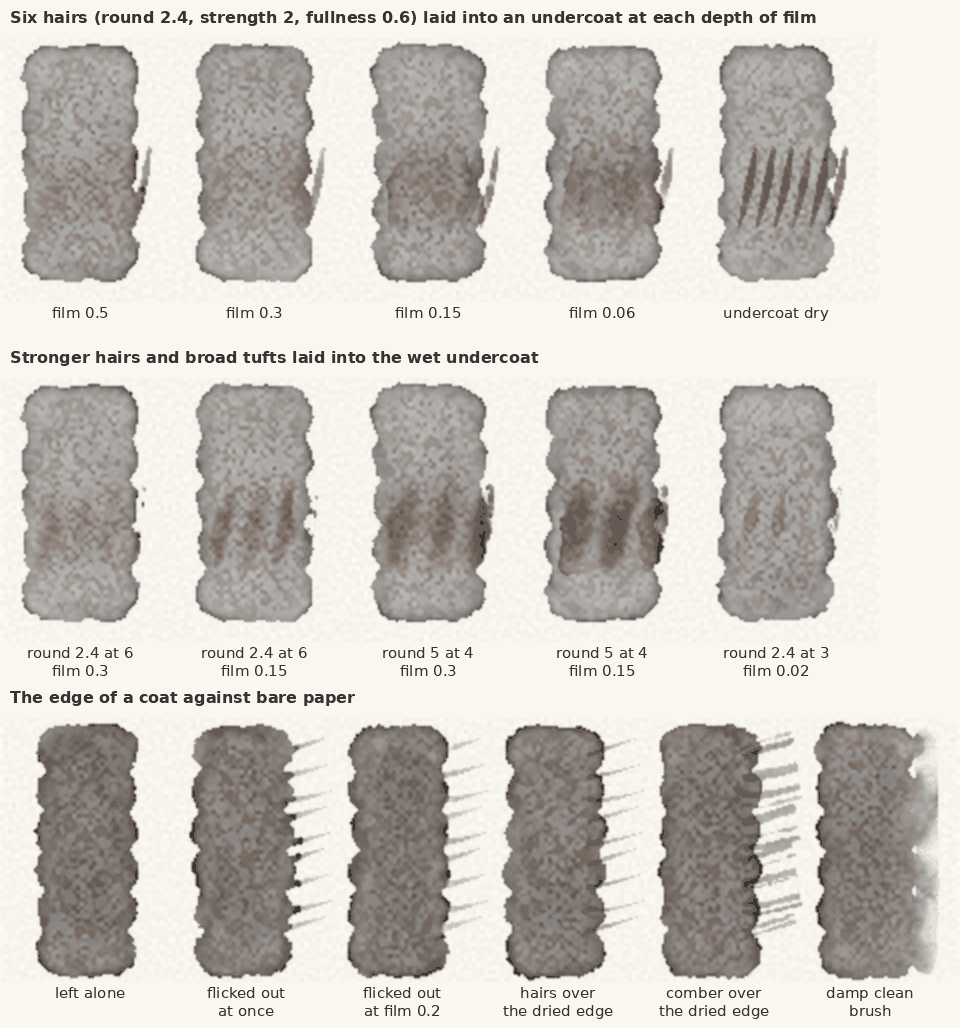 Six hairs (round 2.4, strength 2, fullness 0.6) laid into an undercoat at each depth of film
film 0.5
film 0.3
film 0.15
film 0.06
undercoat dry
Stronger hairs and broad tufts laid into the wet undercoat
round 2.4 at 6
film 0.3
round 2.4 at 6
film 0.15
round 5 at 4
film 0.3
round 5 at 4
film 0.15
round 2.4 at 3
film 0.02
The edge of a coat against bare paper
left alone
flicked out
at once
flicked out
at film 0.2
hairs over
the dried edge
comber over
the dried edge
damp clean
brush